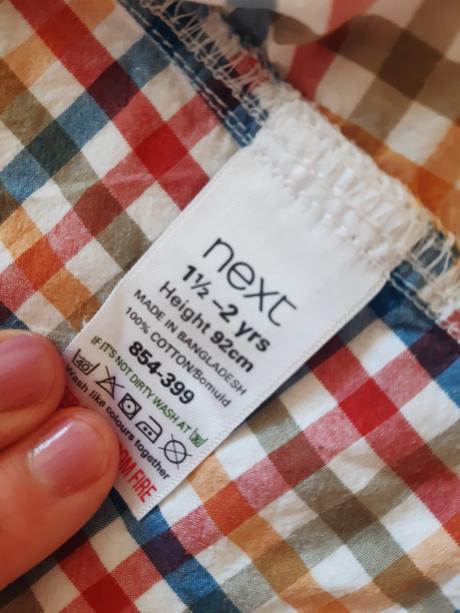 next
1½–2 yrs
Height 92cm
MADE IN BANGLADESH
100% COTTON/Bomuld
854-399
IF IT'S NOT DIRTY WASH AT
Wash like colours together
FIRE